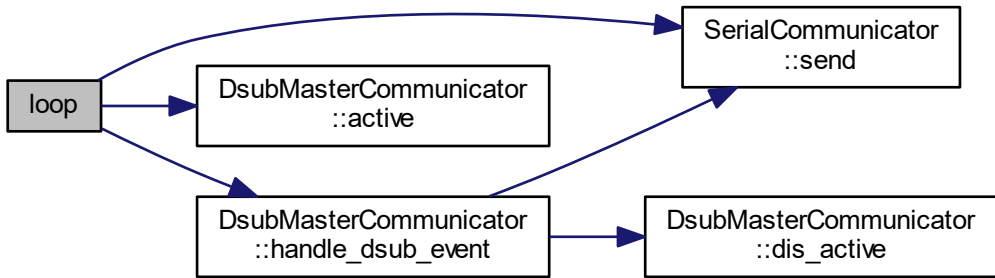 loop
DsubMasterCommunicator
::active
DsubMasterCommunicator
::handle_dsub_event
SerialCommunicator
::send
DsubMasterCommunicator
::dis_active